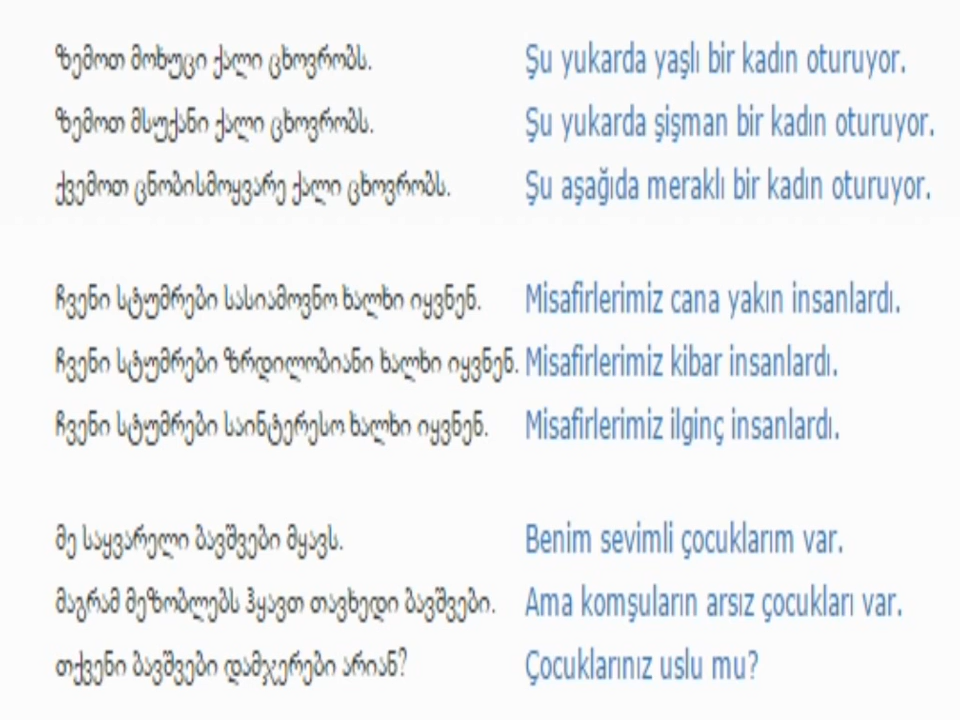 ზემოთ მოხუცი ქალი ცხოვრობს. Şu yukarda yaşlı bir kadın oturuyor.
ზემოთ მსუქანი ქალი ცხოვრობს. Şu yukarda şişman bir kadın oturuyor.
ქვემოთ ცნობისმოყვარე ქალი ცხოვრობს. Şu aşağıda meraklı bir kadın oturuyor.
ჩვენი სტუმრები სასიამოვნო ხალხი იყვნენ. Misafirlerimiz cana yakın insanlardı.
ჩვენი სტუმრები ზრდილობიანი ხალხი იყვნენ. Misafirlerimiz kibar insanlardı.
ჩვენი სტუმრები საინტერესო ხალხი იყვნენ. Misafirlerimiz ilginç insanlardı.
მე საყვარელი ბავშვები მყავს. Benim sevimli çocuklarım var.
მაგრამ მეზობლებს ჰყავთ თავხედი ბავშვები. Ama komşuların arsız çocukları var.
თქვენი ბავშვები დამჯერები არიან? Çocuklarınız uslu mu?